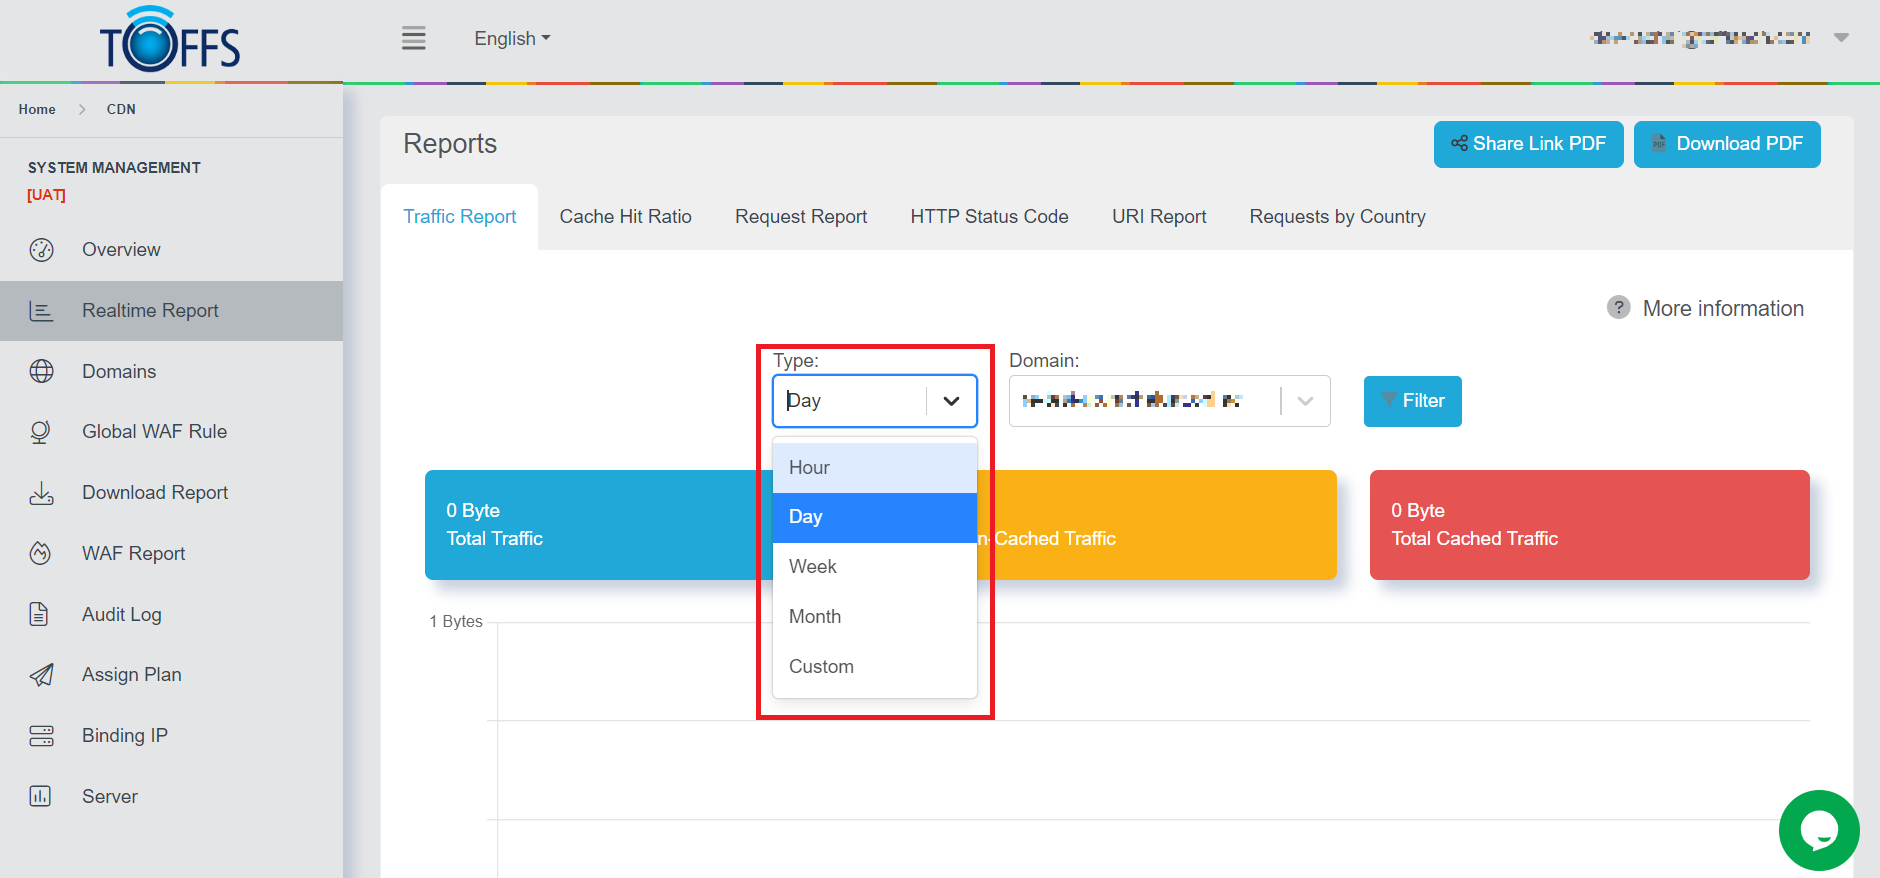 TOFFS
English
Home > CDN
SYSTEM MANAGEMENT
[UAT]
Overview
Realtime Report
Domains
Global WAF Rule
Download Report
WAF Report
Audit Log
Assign Plan
Binding IP
Server
Reports
Share Link PDF
PDF Download PDF
Traffic Report Cache Hit Ratio Request Report HTTP Status Code URI Report Requests by Country
? More information
Type:
Day
Hour
Day
Week
Month
Custom
Domain:
Filter
0 Byte
Total Traffic
n-Cached Traffic
0 Byte
Total Cached Traffic
1 Bytes